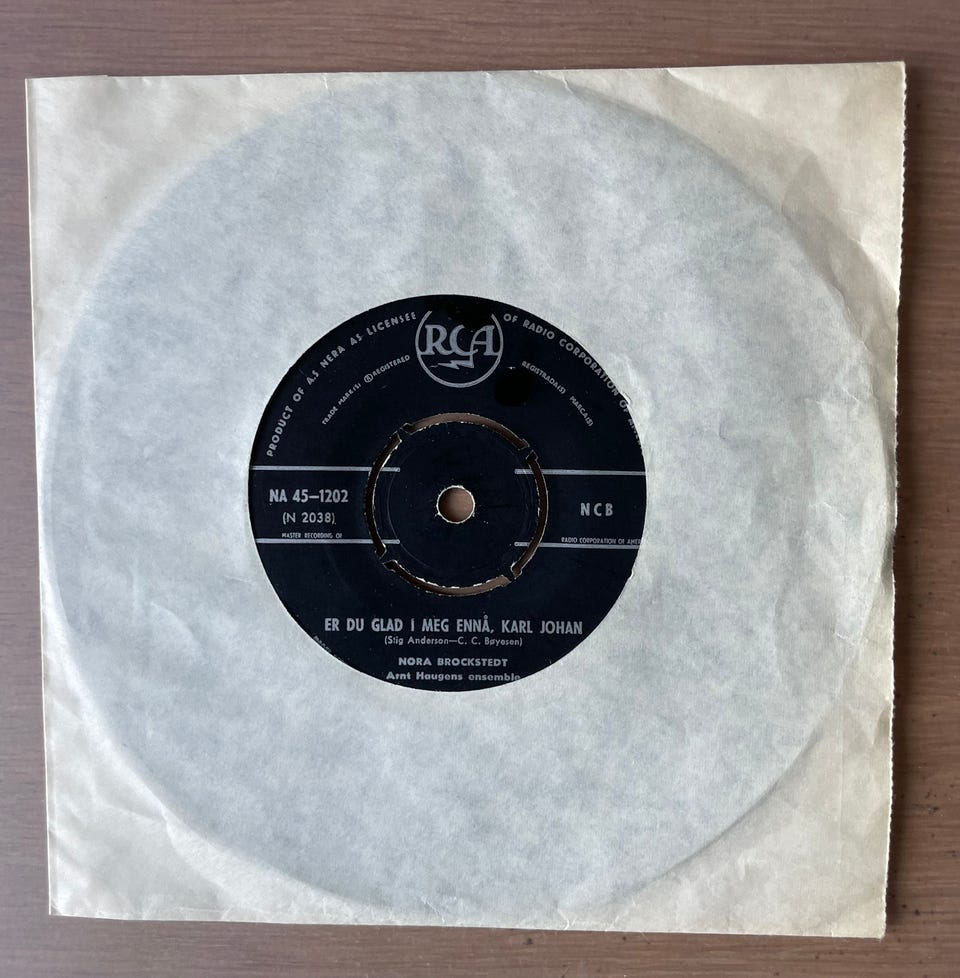 PRODUCT OF A.S NERA AS LICENSEE
OF RADIO CORPORATION OF
RCA
TRADE MARK(S) ® REGISTERED
REGISTRADA(S) MARCA(S)
NA 45–1202
(N 2038)
MASTER RECORDING OF
NCB
RADIO CORPORATION OF AMER
ER DU GLAD I MEG ENNÅ, KARL JOHAN
(Stig Anderson—C. C. Bøyesen)
NORA BROCKSTEDT
Arnt Haugens ensemble